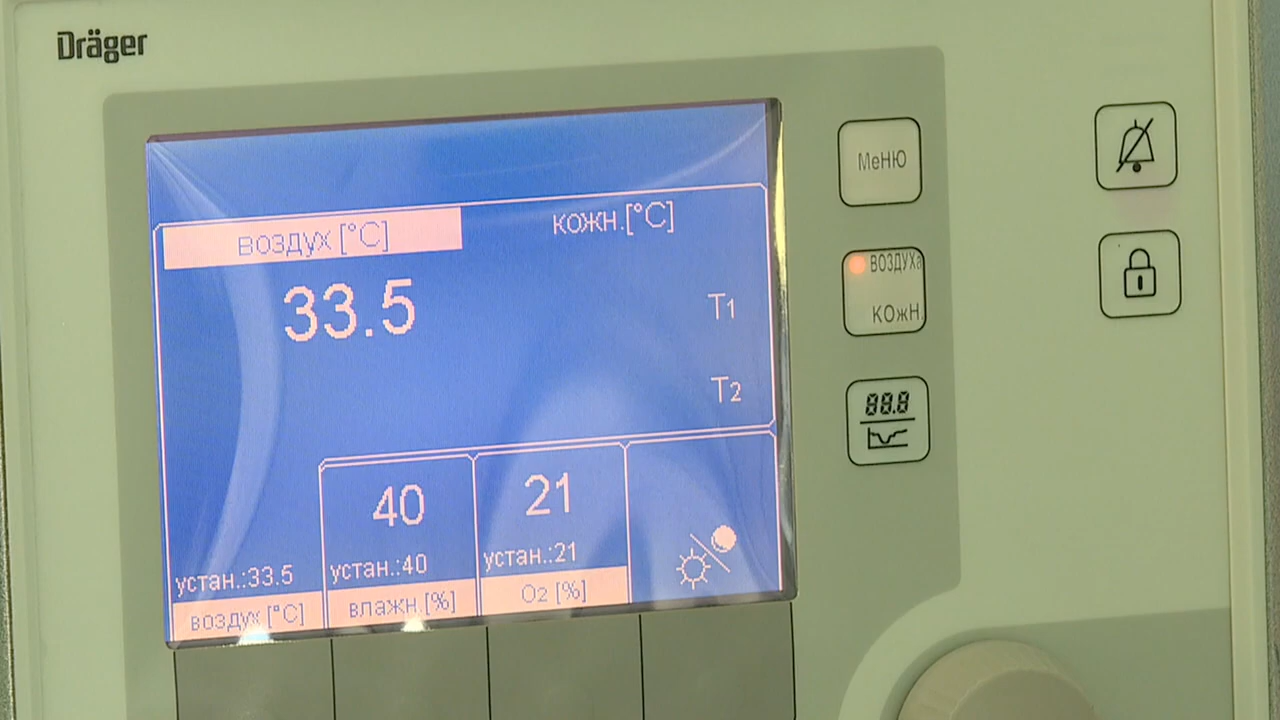 Dräger
воздух [°C]
кожн.[°C]
33.5
T1
T2
40
21
устан.:33.5
устан.:40
устан.:21
воздух [°C]
влажн.[%]
O2 [%]
МеНЮ
ВОЗДУХа
КОжН.
88.8